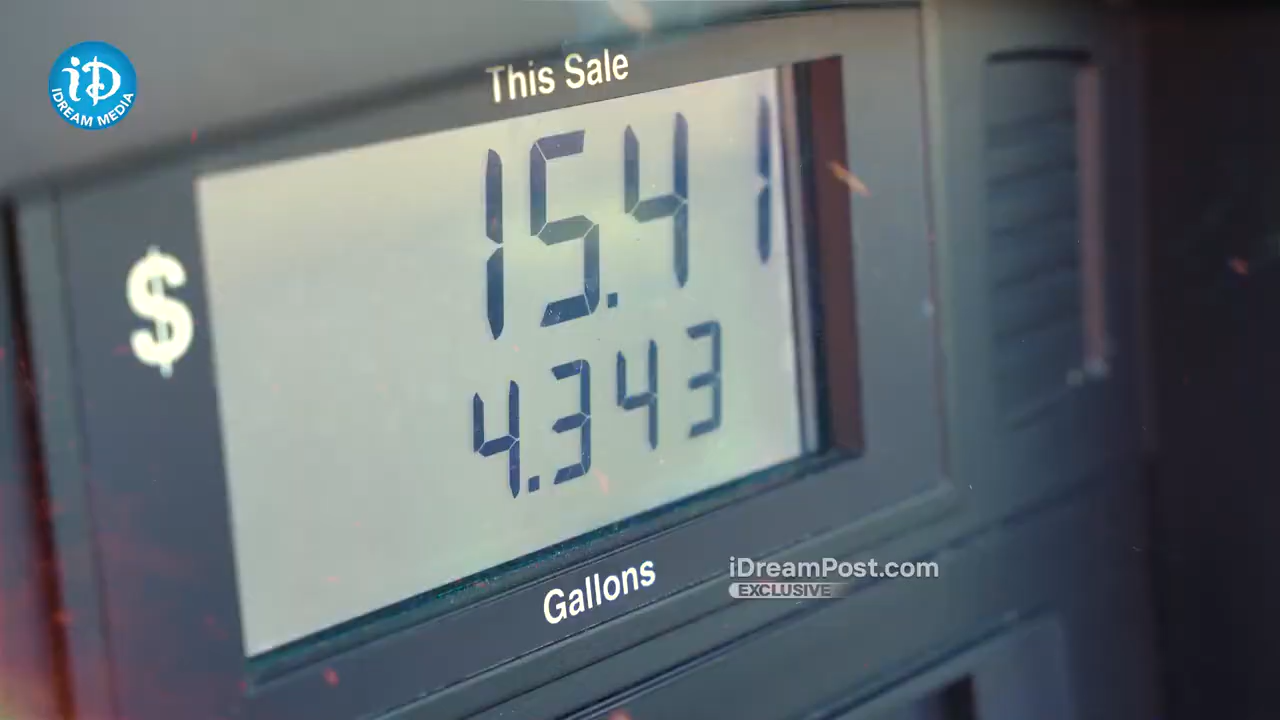 iD
IDREAM MEDIA
This Sale
$
15.41
4.343
Gallons
iDreamPost.com
EXCLUSIVE